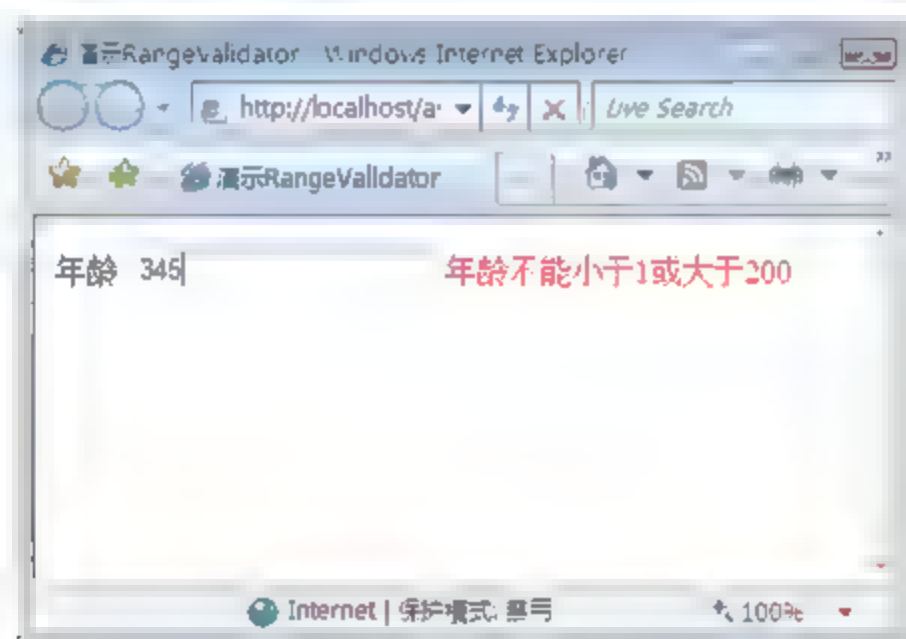 演示RangeValidator Windows Internet Explorer
http://localhost/a Live Search
演示RangeValidator
年龄 345
年龄不能小于1或大于200
Internet | 保护模式: 禁用 100%